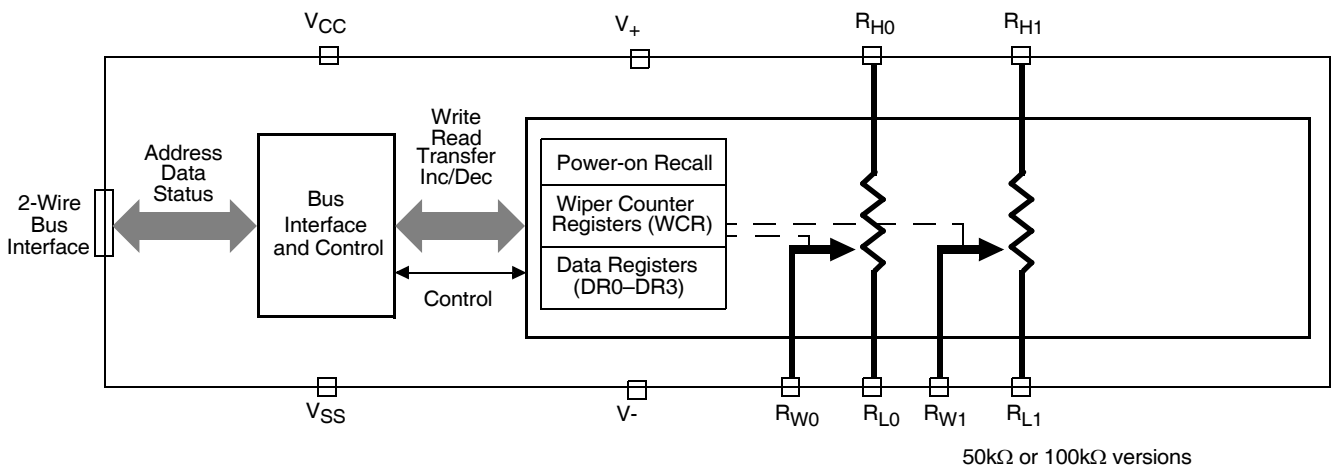 VCC
V+
RH0
RH1
Write
Read
Transfer
Inc/Dec
Address
Data
Status
2-Wire
Bus
Interface
Bus
Interface
and Control
Power-on Recall
Wiper Counter
Registers (WCR)
Data Registers
(DR0–DR3)
Control
VSS
V-
RW0
RL0
RW1
RL1
50kΩ or 100kΩ versions